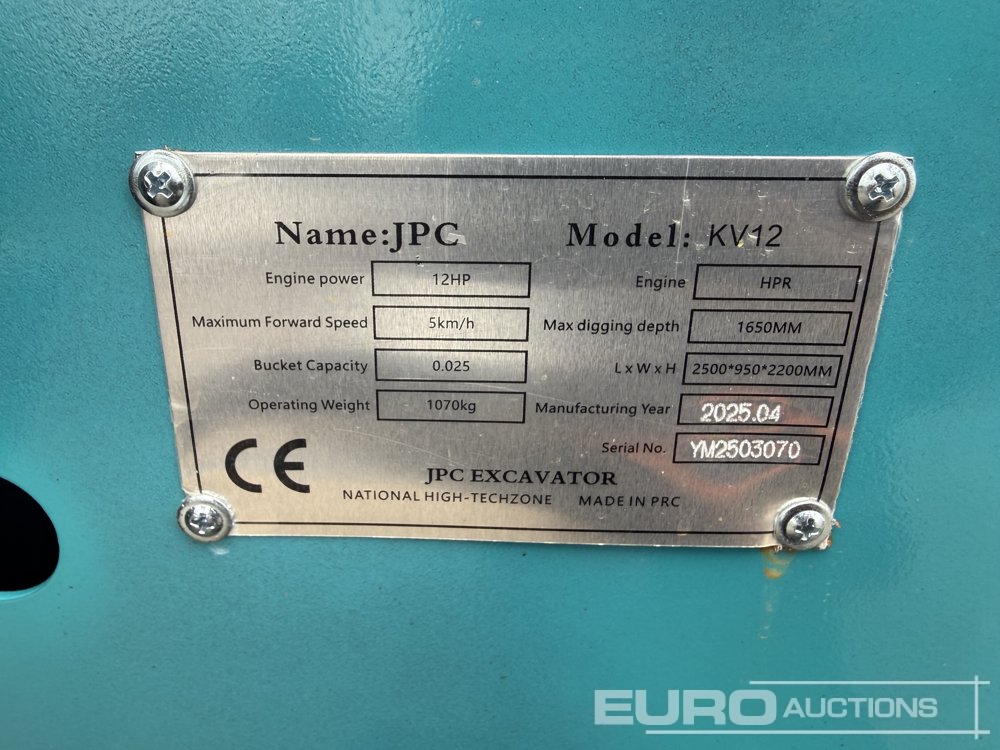 Name:JPC Model: KV12
Engine power 12HP Engine HPR
Maximum Forward Speed 5km/h Max digging depth 1650MM
Bucket Capacity 0.025 L x W x H 2500*950*2200MM
Operating Weight 1070kg Manufacturing Year 2025.04
Serial No. YM2503070
CE JPC EXCAVATOR
NATIONAL HIGH-TECHZONE MADE IN PRC
EURO AUCTIONS